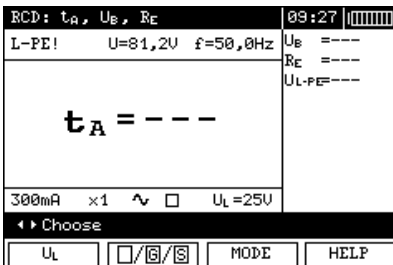 RCD: tA, UB, RE 09:27
L-PE! U=81,2V f=50,0Hz
UB =---
RE =---
UL-PE=---
tA = ---
300mA x1 ∿ □ UL=25V
Choose
UL □/G/S MODE HELP